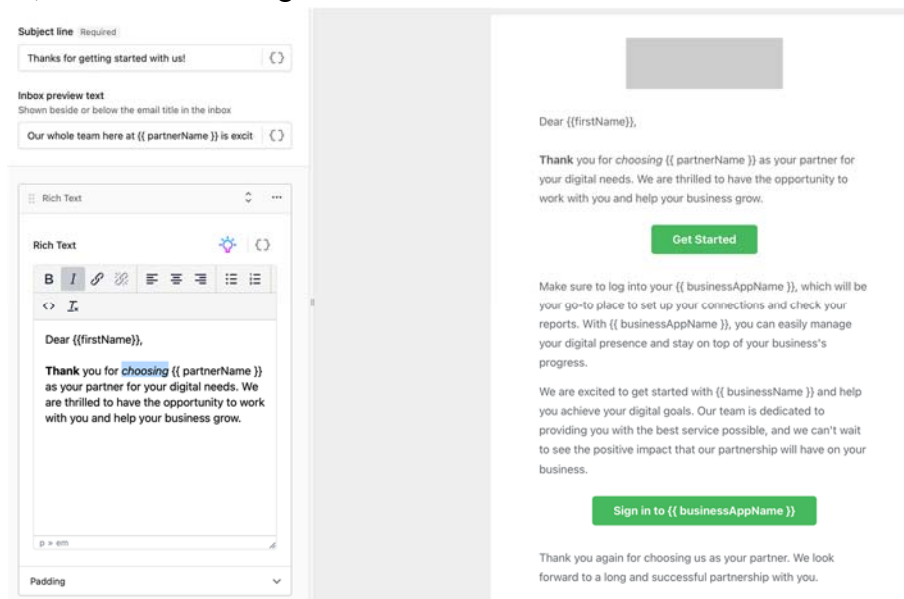 Subject line Required
Thanks for getting started with us!
Inbox preview text
Shown beside or below the email title in the inbox
Our whole team here at {{ partnerName }} is excit
Rich Text
Rich Text
B I
Dear {{firstName}},
Thank you for choosing {{ partnerName }}
as your partner for your digital needs. We
are thrilled to have the opportunity to work
with you and help your business grow.
p » em
Padding
Dear {{firstName}},
Thank you for choosing {{ partnerName }} as your partner for
your digital needs. We are thrilled to have the opportunity to
work with you and help your business grow.
Get Started
Make sure to log into your {{ businessAppName }}, which will be
your go-to place to set up your connections and check your
reports. With {{ businessAppName }}, you can easily manage
your digital presence and stay on top of your business's
progress.
We are excited to get started with {{ businessName }} and help
you achieve your digital goals. Our team is dedicated to
providing you with the best service possible, and we can't wait
to see the positive impact that our partnership will have on your
business.
Sign in to {{ businessAppName }}
Thank you again for choosing us as your partner. We look
forward to a long and successful partnership with you.